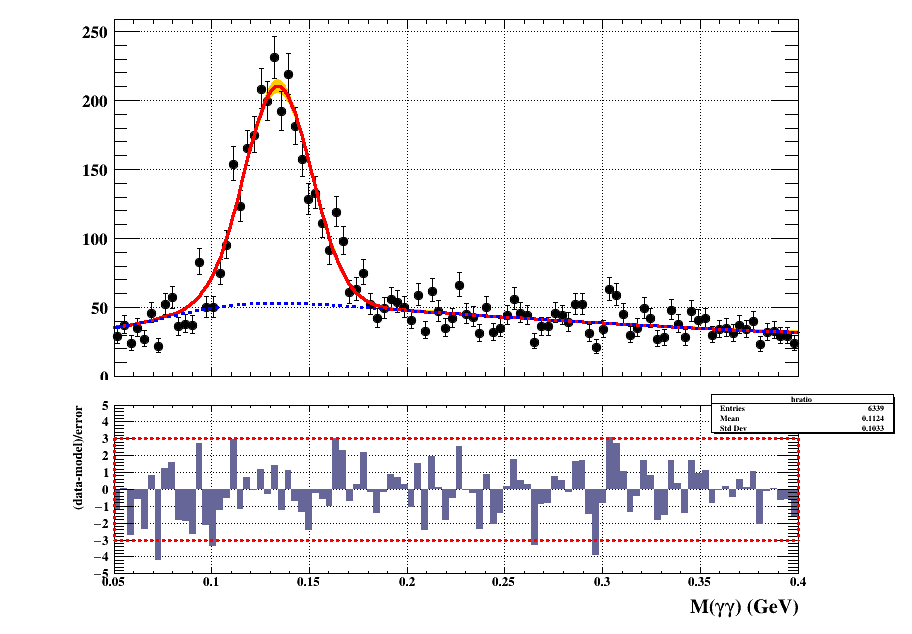 250
200
150
100
50
0
hratio
Entries 6339
Mean 0.1124
Std Dev 0.1033
(data-model)/error
5
4
3
2
1
0
−1
−2
−3
−4
−5
0.05 0.1 0.15 0.2 0.25 0.3 0.35 0.4
M(γγ) (GeV)